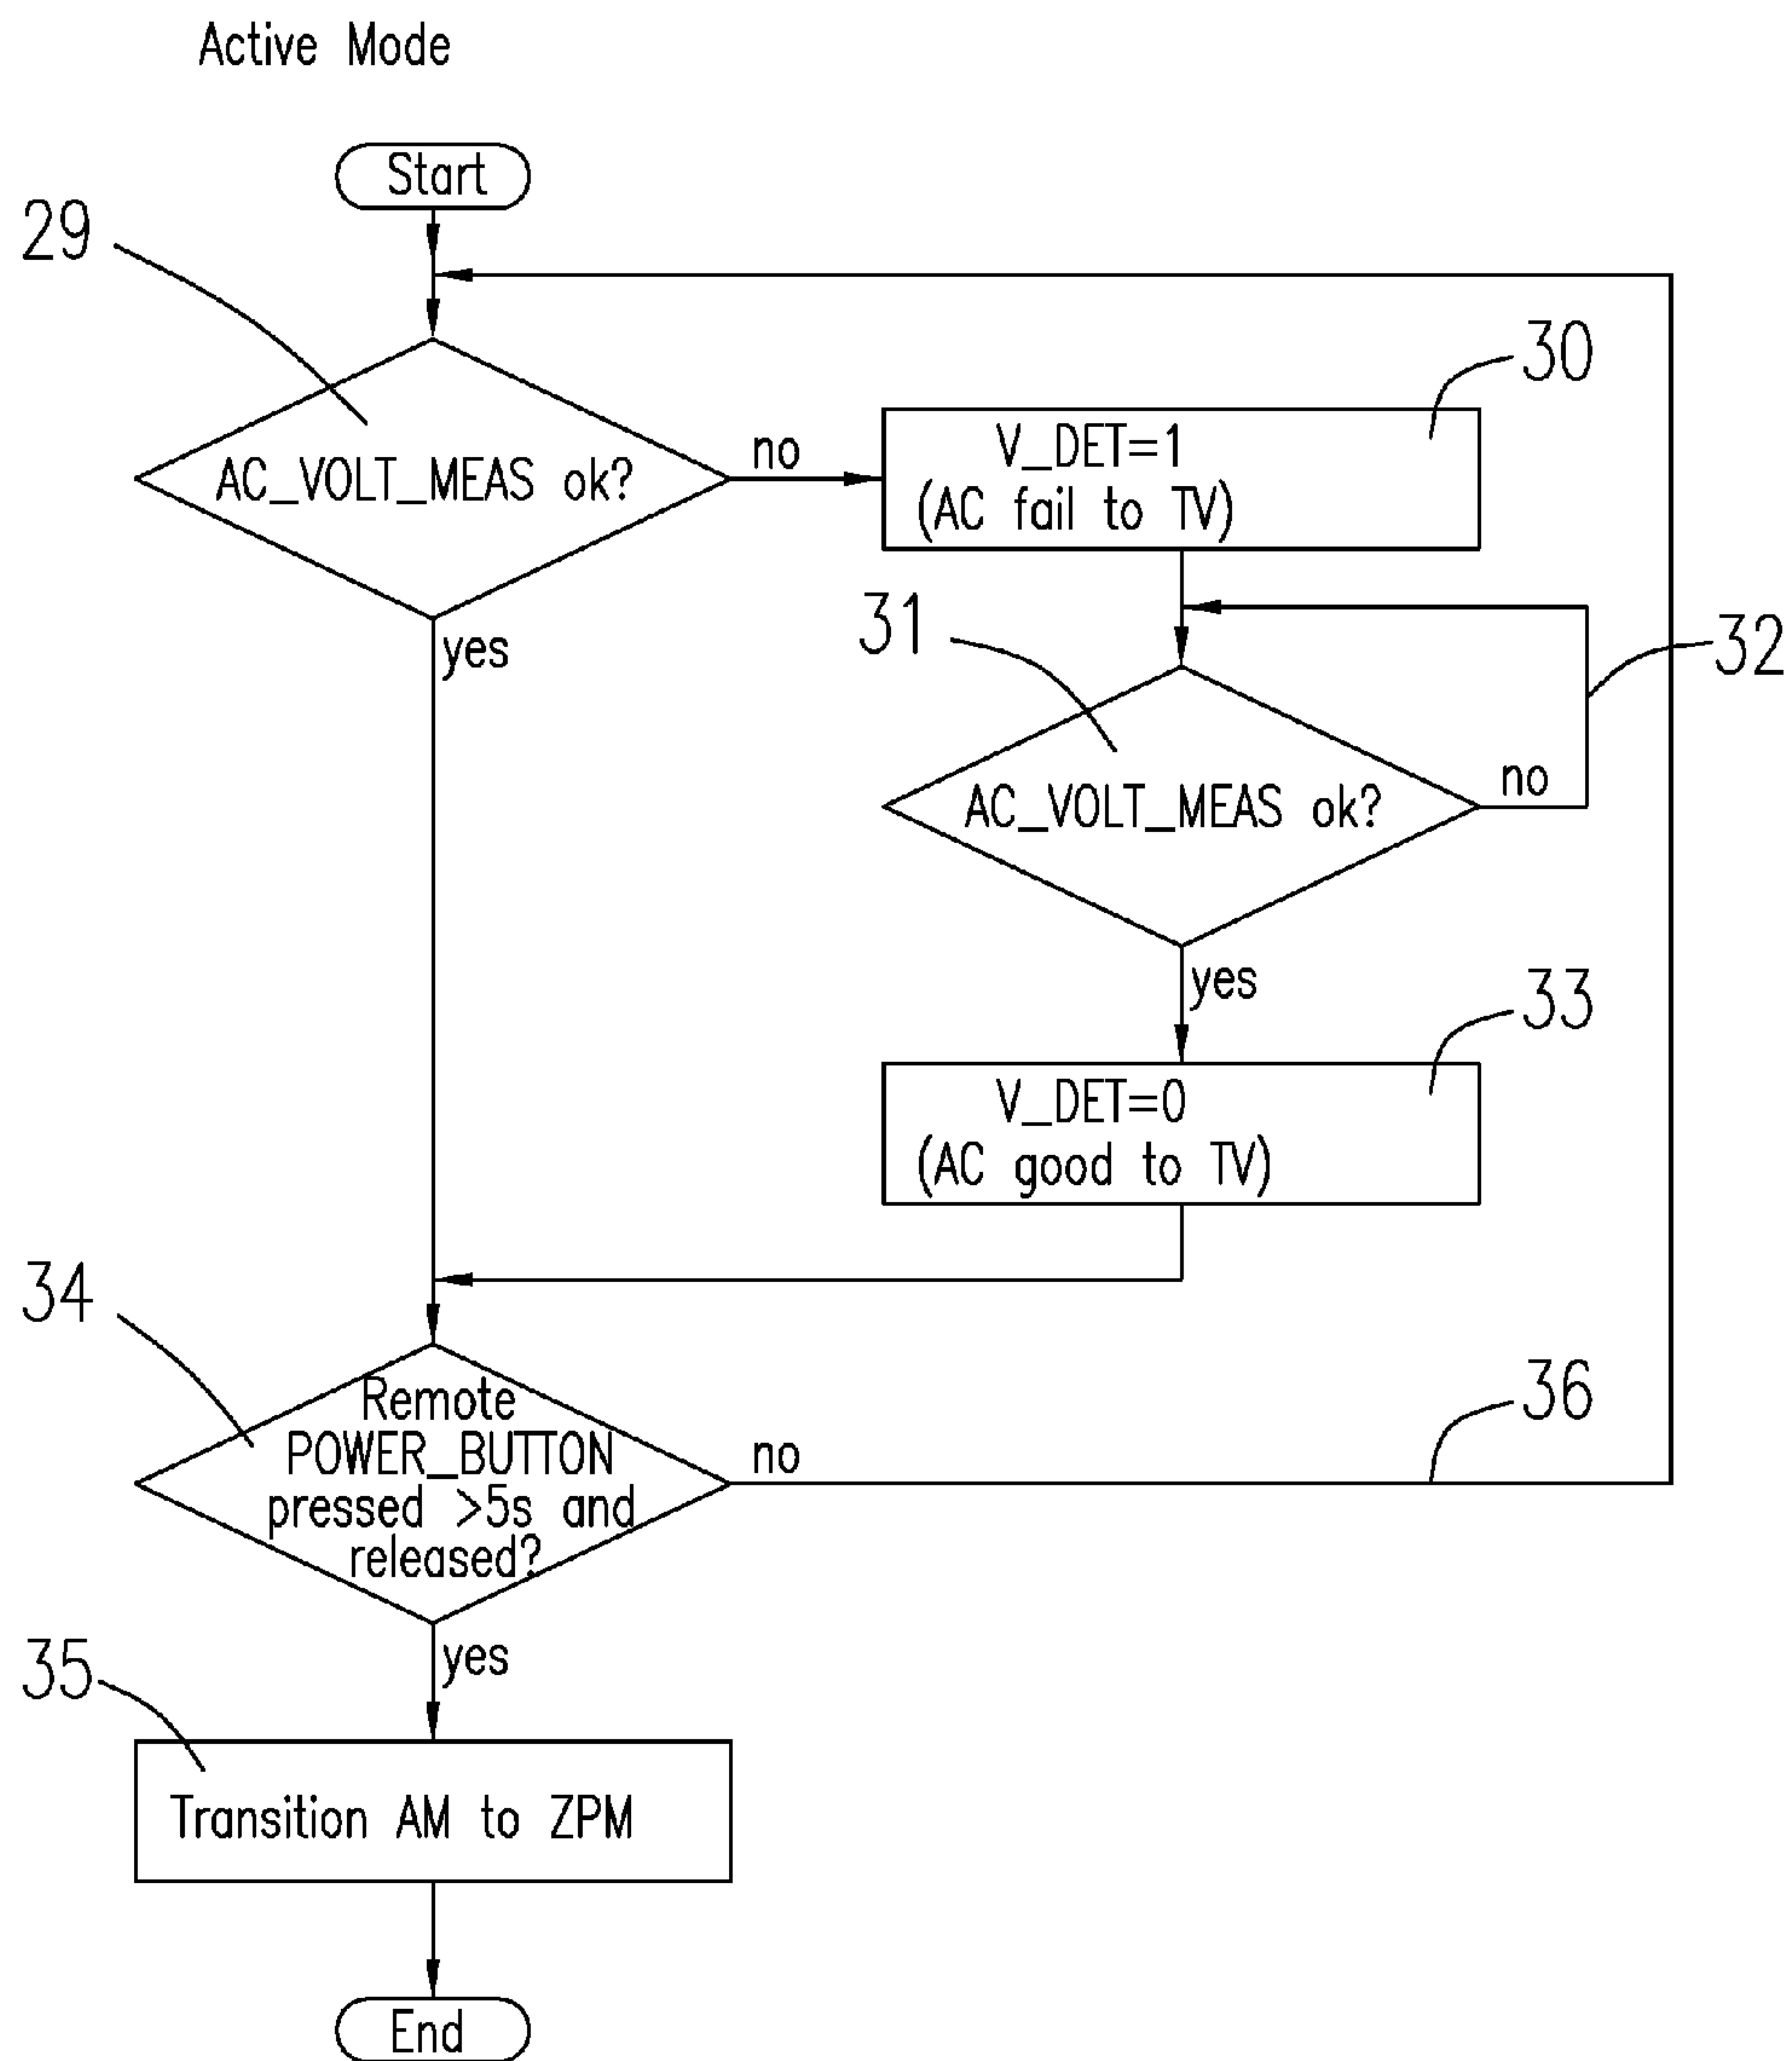 Active Mode
Start
29
AC_VOLT_MEAS ok?
no
yes
30
V_DET=1
(AC fail to TV)
31
32
AC_VOLT_MEAS ok?
no
yes
33
V_DET=0
(AC good to TV)
34
Remote
POWER_BUTTON
pressed >5s and
released?
no
36
yes
35
Transition AM to ZPM
End